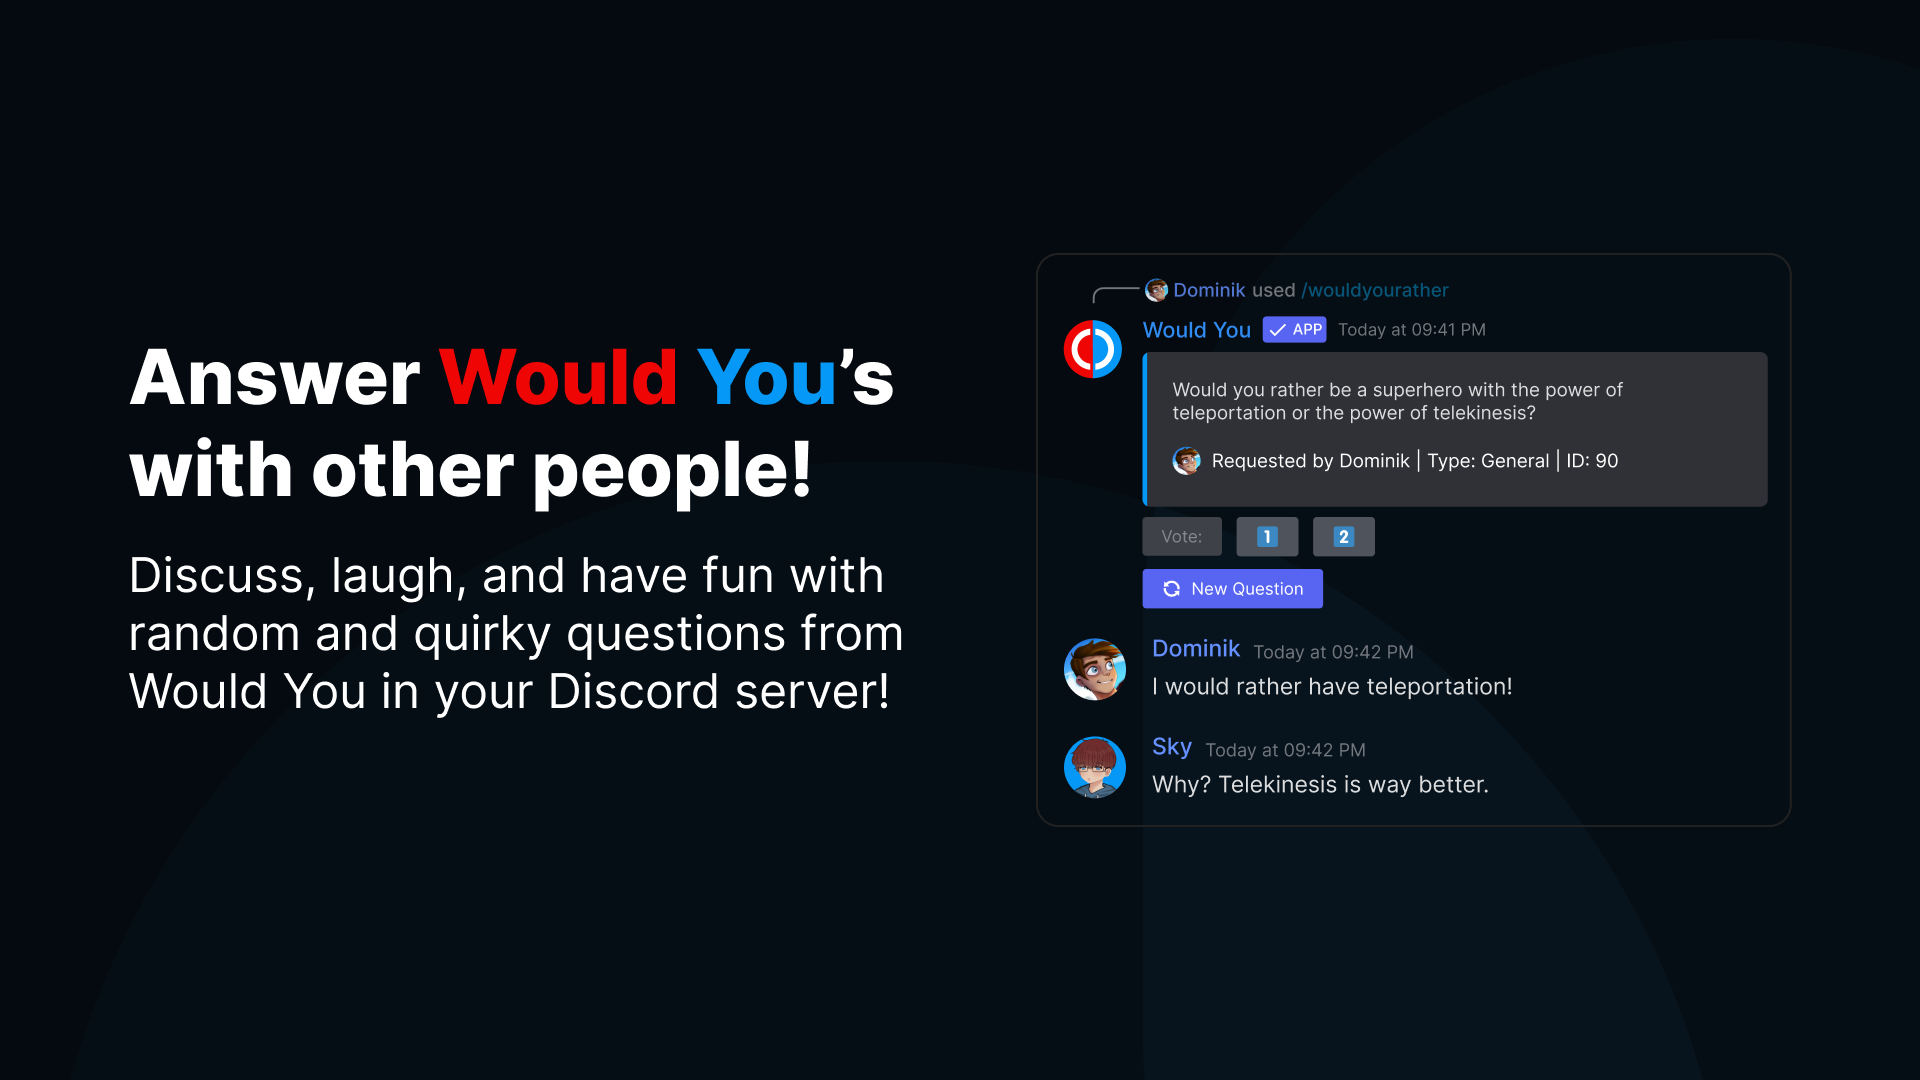 Answer Would You’s
with other people!
Discuss, laugh, and have fun with
random and quirky questions from
Would You in your Discord server!
Dominik used /wouldyourather
Would You APP Today at 09:41 PM
Would you rather be a superhero with the power of
teleportation or the power of telekinesis?
Requested by Dominik | Type: General | ID: 90
Vote: 1 2
New Question
Dominik Today at 09:42 PM
I would rather have teleportation!
Sky Today at 09:42 PM
Why? Telekinesis is way better.